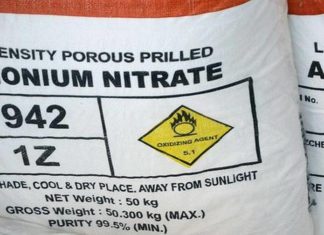 ENSITY POROUS PRILLED
ONIUM NITRATE
942
1Z
OXIDIZING AGENT
5.1
HADE, COOL & DRY PLACE. AWAY FROM SUNLIGHT
NET Weight : 50 kg
GROSS Weight : 50.300 kg (MAX.)
PURITY 99.5% (MIN.)
L
A
No.